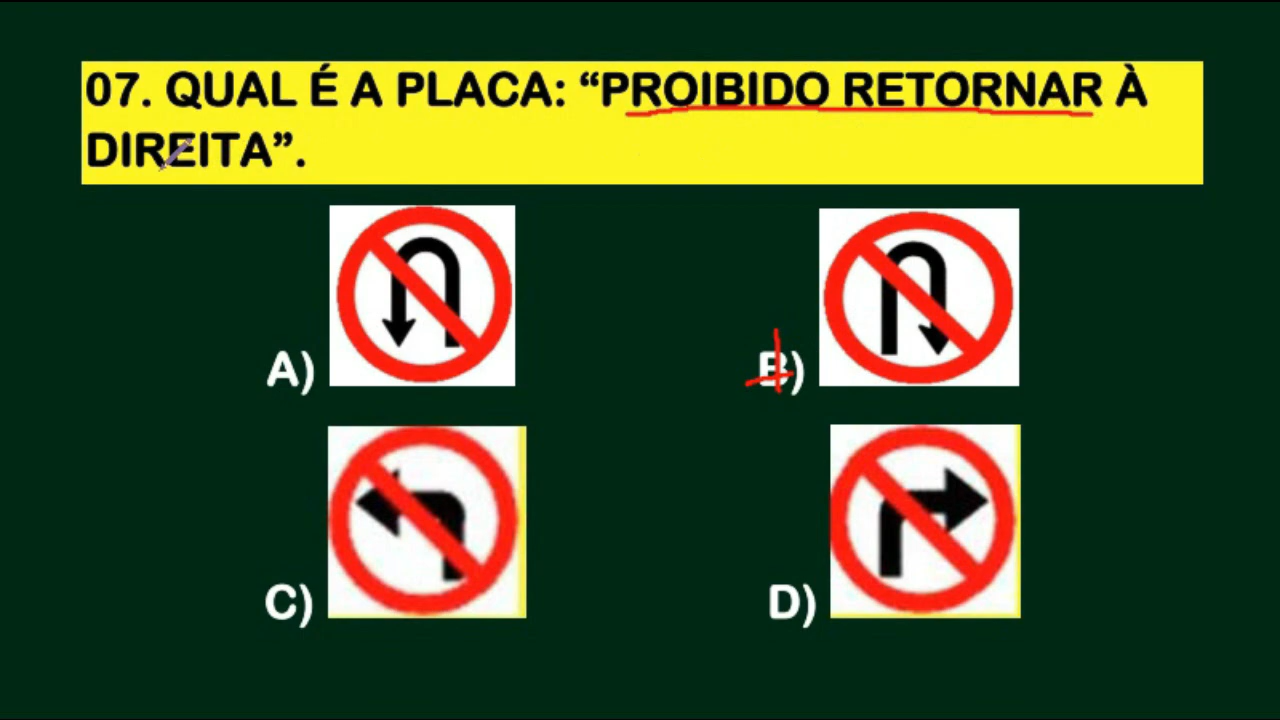 07. QUAL É A PLACA: “PROIBIDO RETORNAR À
DIREITA”.
A)
B)
C)
D)